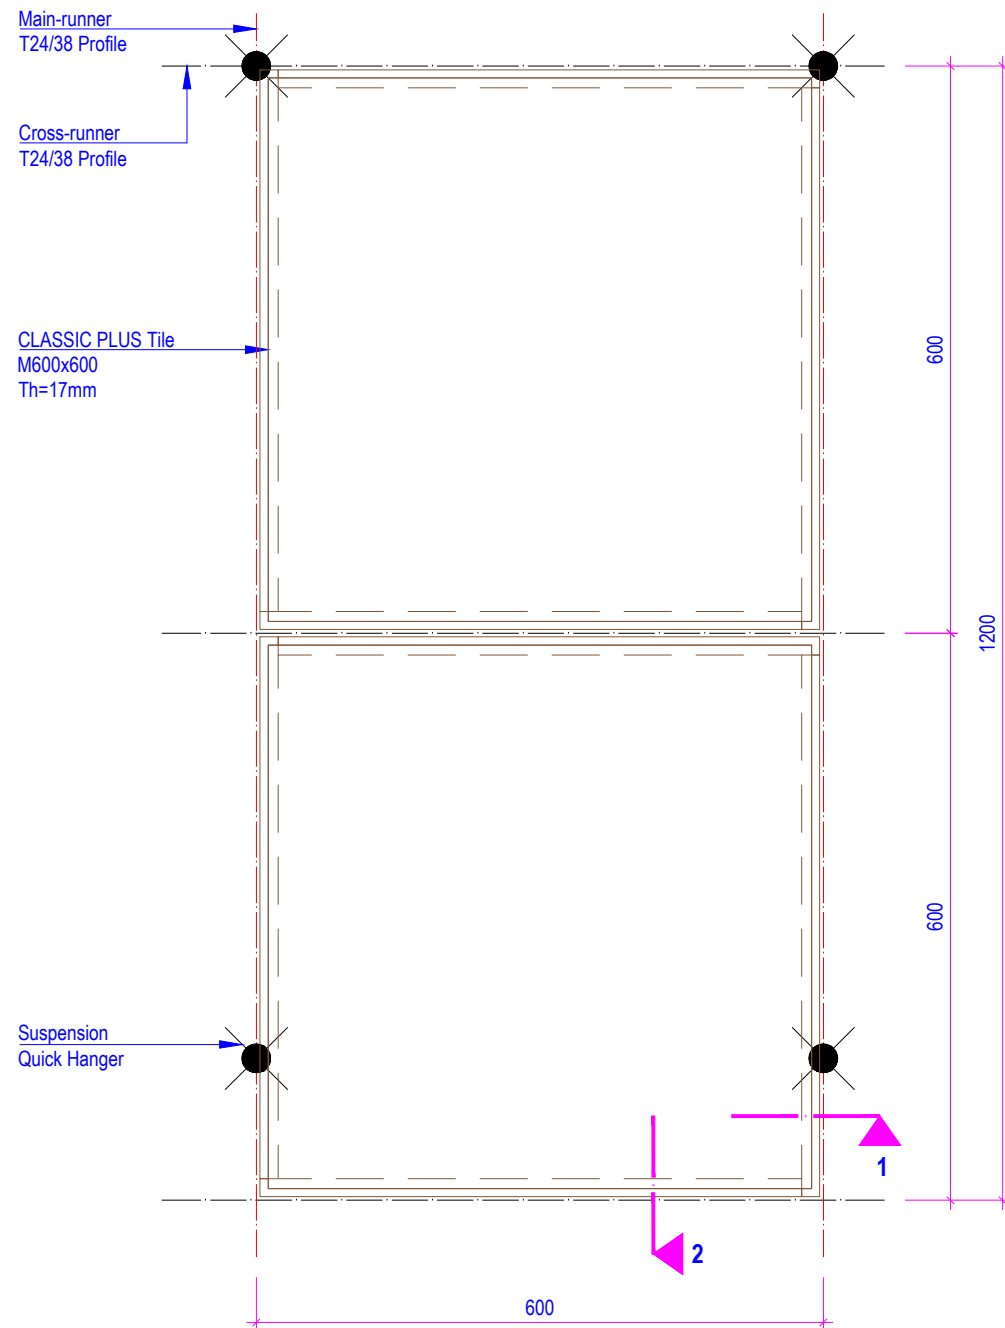 Main-runner
T24/38 Profile
Cross-runner
T24/38 Profile
CLASSIC PLUS Tile
M600x600
Th=17mm
600
1200
600
Suspension
Quick Hanger
1
2
600